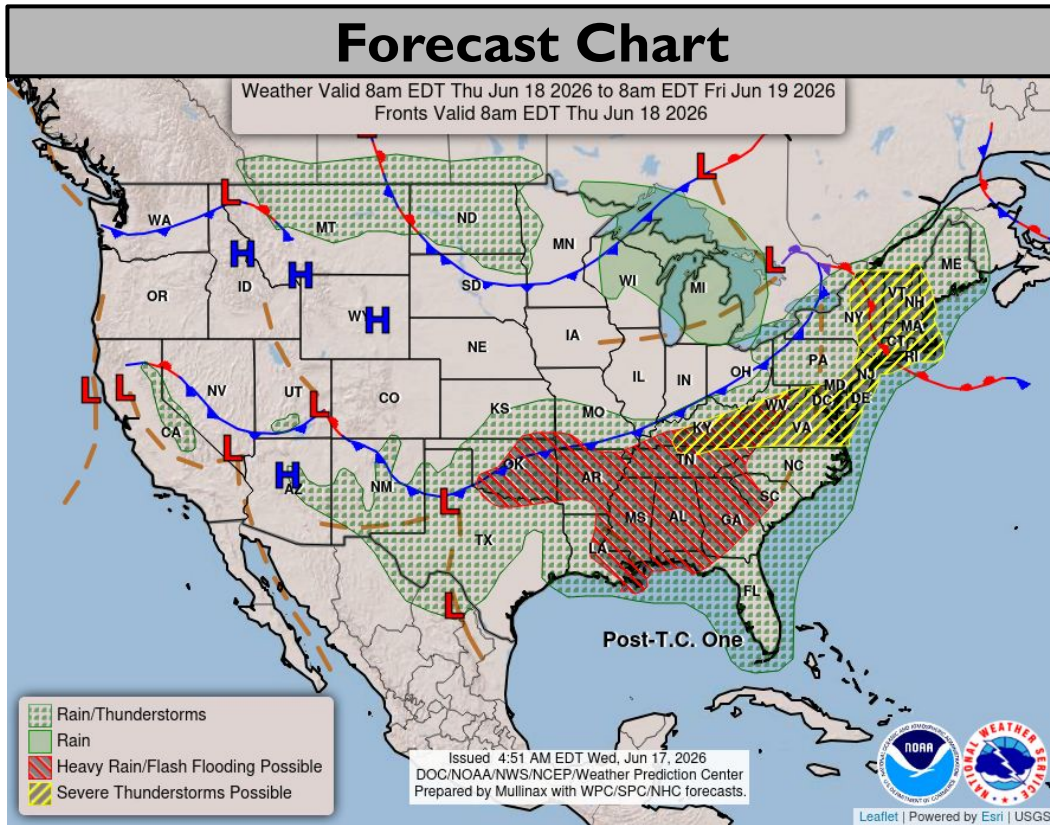 Forecast Chart
Weather Valid 8am EDT Thu Jun 18 2026 to 8am EDT Fri Jun 19 2026
Fronts Valid 8am EDT Thu Jun 18 2026
L
L
WA
MT
ND
MN
ME
H
H
L
OR
ID
SD
WI
MI
VT
NH
WY
H
NY
MA
CT
RI
IA
NE
PA
OH
IL
IN
NJ
MD
DE
DC
L
L
NV
UT
CO
L
KS
MO
WV
KY
VA
CA
L
OK
TN
NC
H
AZ
NM
AR
SC
L
MS
AL
GA
TX
LA
FL
L
Post-T.C. One
Rain/Thunderstorms
Rain
Heavy Rain/Flash Flooding Possible
Severe Thunderstorms Possible
Issued 4:51 AM EDT Wed, Jun 17, 2026
DOC/NOAA/NWS/NCEP/Weather Prediction Center
Prepared by Mullinax with WPC/SPC/NHC forecasts.
NOAA
NATIONAL WEATHER SERVICE
Leaflet | Powered by Esri | USGS